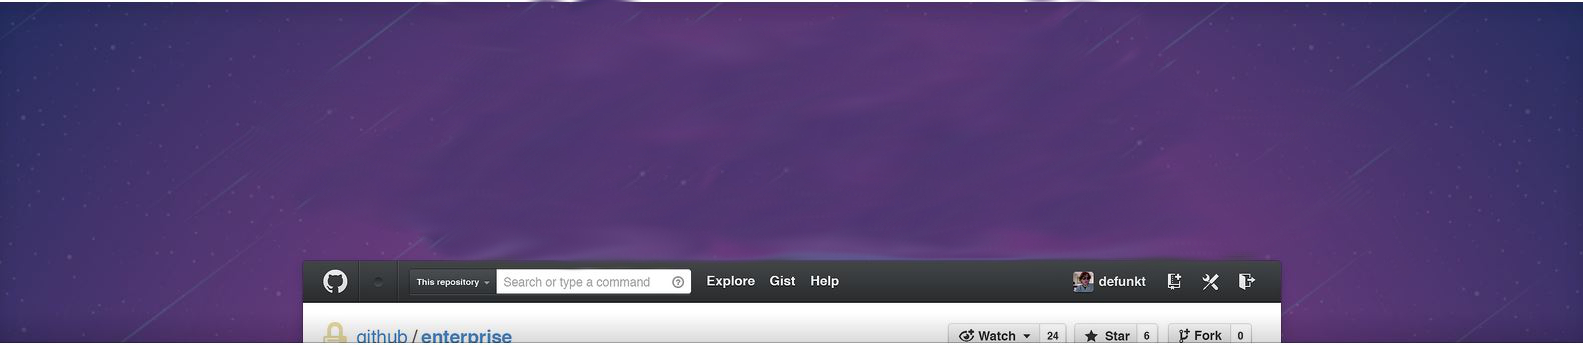 This repository Search or type a command Explore Gist Help defunkt
github / enterprise Watch 24 Star 6 Fork 0